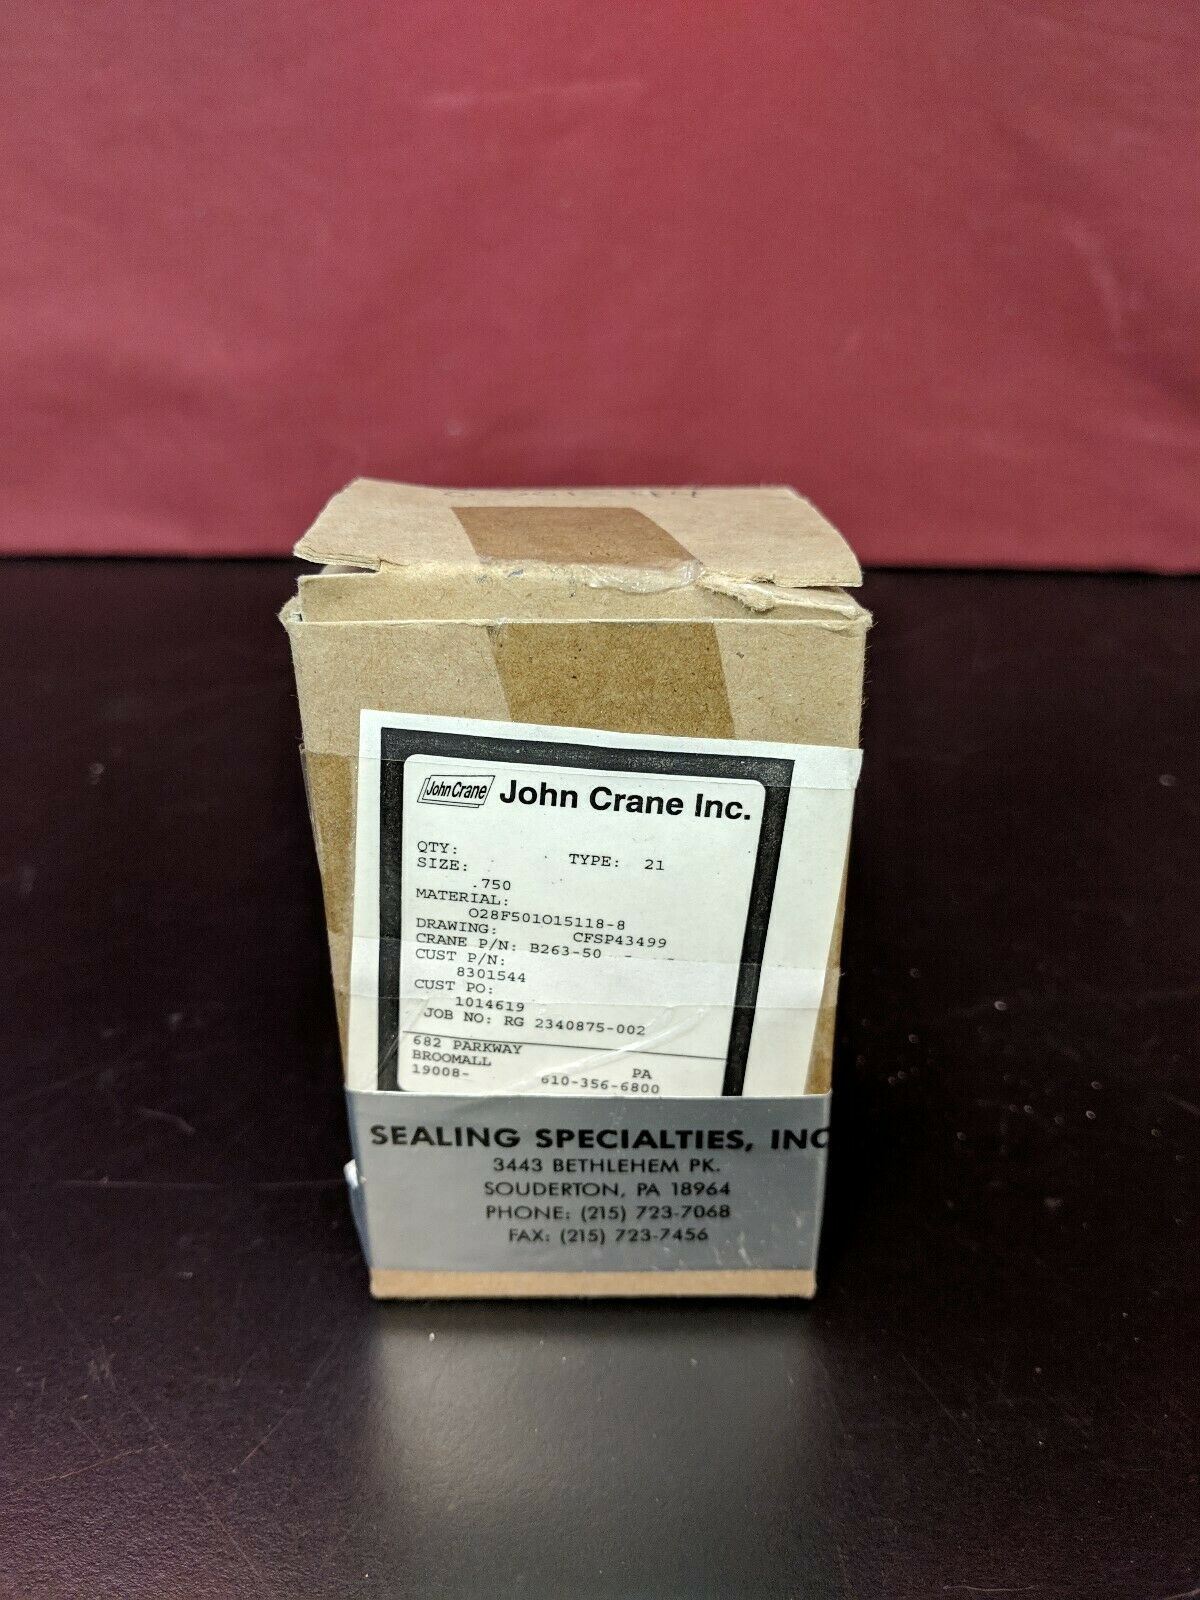 John Crane John Crane Inc.
QTY:
TYPE: 21
SIZE:
.750
MATERIAL:
O28F501O15118-8
DRAWING: CFSP43499
CRANE P/N: B263-50
CUST P/N:
8301544
CUST PO:
1014619
JOB NO: RG 2340875-002
682 PARKWAY
BROOMALL PA
19008- 610-356-6800
SEALING SPECIALTIES, INC
3443 BETHLEHEM PK.
SOUDERTON, PA 18964
PHONE: (215) 723-7068
FAX: (215) 723-7456